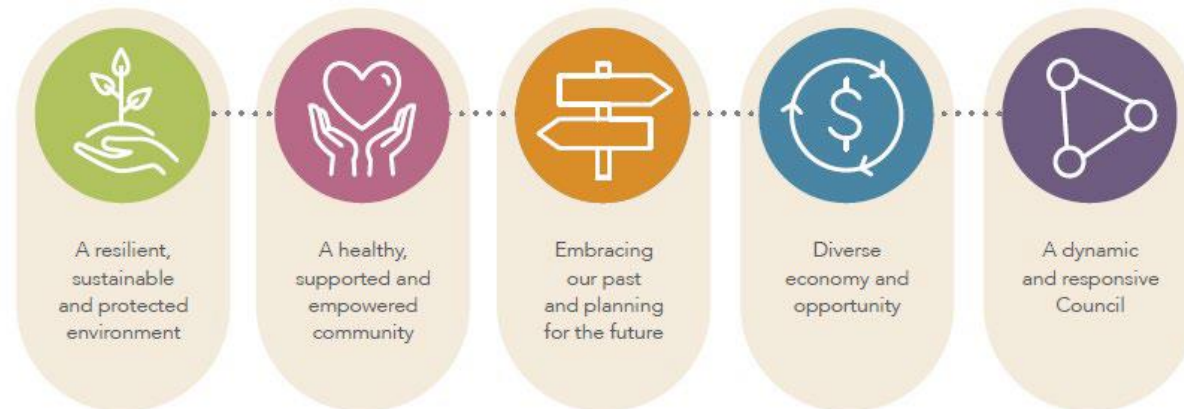 A resilient,
sustainable
and protected
environment
A healthy,
supported and
empowered
community
Embracing
our past
and planning
for the future
Diverse
economy and
opportunity
A dynamic
and responsive
Council
$